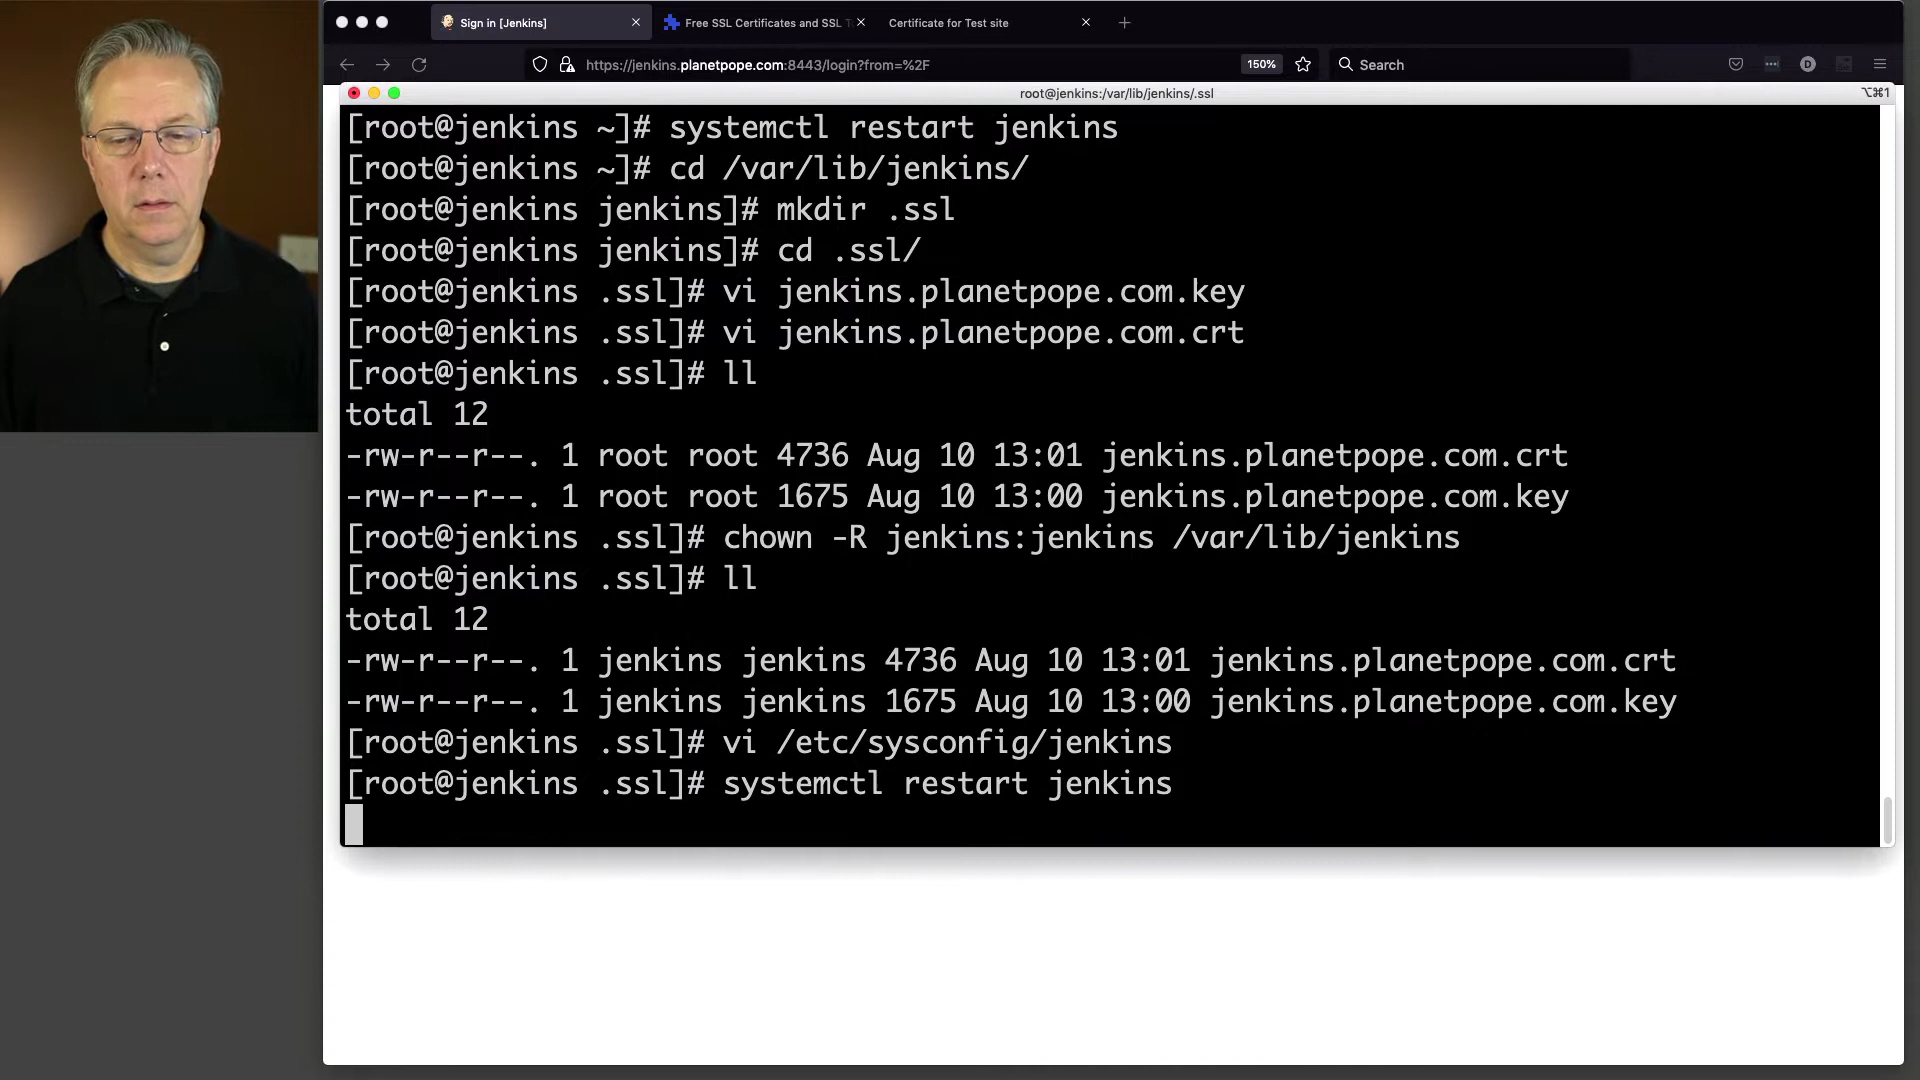 Sign in [Jenkins]
Free SSL Certificates and SSL T
Certificate for Test site
https://jenkins.planetpope.com:8443/login?from=%2F
150%
Search
D
root@jenkins:/var/lib/jenkins/.ssl
⌥⌘1
[root@jenkins ~]# systemctl restart jenkins
[root@jenkins ~]# cd /var/lib/jenkins/
[root@jenkins jenkins]# mkdir .ssl
[root@jenkins jenkins]# cd .ssl/
[root@jenkins .ssl]# vi jenkins.planetpope.com.key
[root@jenkins .ssl]# vi jenkins.planetpope.com.crt
[root@jenkins .ssl]# ll
total 12
-rw-r--r--. 1 root root 4736 Aug 10 13:01 jenkins.planetpope.com.crt
-rw-r--r--. 1 root root 1675 Aug 10 13:00 jenkins.planetpope.com.key
[root@jenkins .ssl]# chown -R jenkins:jenkins /var/lib/jenkins
[root@jenkins .ssl]# ll
total 12
-rw-r--r--. 1 jenkins jenkins 4736 Aug 10 13:01 jenkins.planetpope.com.crt
-rw-r--r--. 1 jenkins jenkins 1675 Aug 10 13:00 jenkins.planetpope.com.key
[root@jenkins .ssl]# vi /etc/sysconfig/jenkins
[root@jenkins .ssl]# systemctl restart jenkins